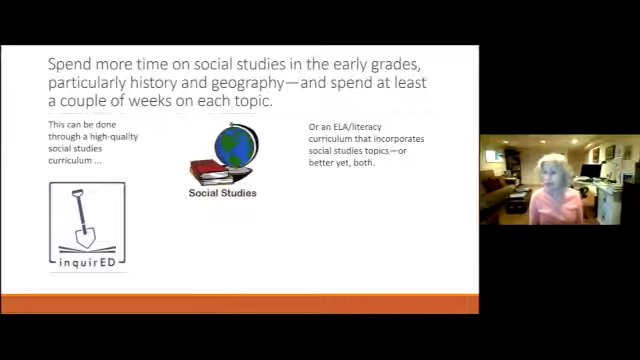 Spend more time on social studies in the early grades,
particularly history and geography—and spend at least
a couple of weeks on each topic.
This can be done
through a high-quality
social studies
curriculum ...
Or an ELA/literacy
curriculum that incorporates
social studies topics—or
better yet, both.
Social Studies
inquirED